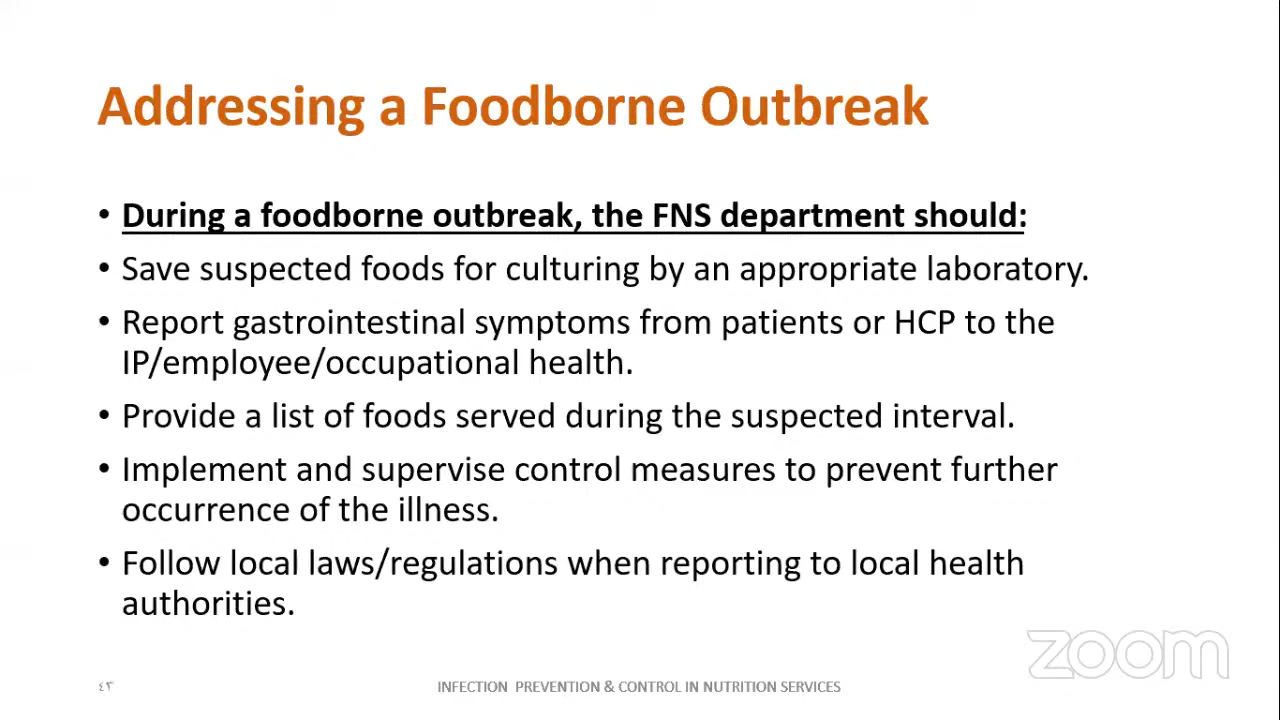 Addressing a Foodborne Outbreak
• During a foodborne outbreak, the FNS department should:
• Save suspected foods for culturing by an appropriate laboratory.
• Report gastrointestinal symptoms from patients or HCP to the
IP/employee/occupational health.
• Provide a list of foods served during the suspected interval.
• Implement and supervise control measures to prevent further
occurrence of the illness.
• Follow local laws/regulations when reporting to local health
authorities.
zoom
٤٣
INFECTION PREVENTION & CONTROL IN NUTRITION SERVICES